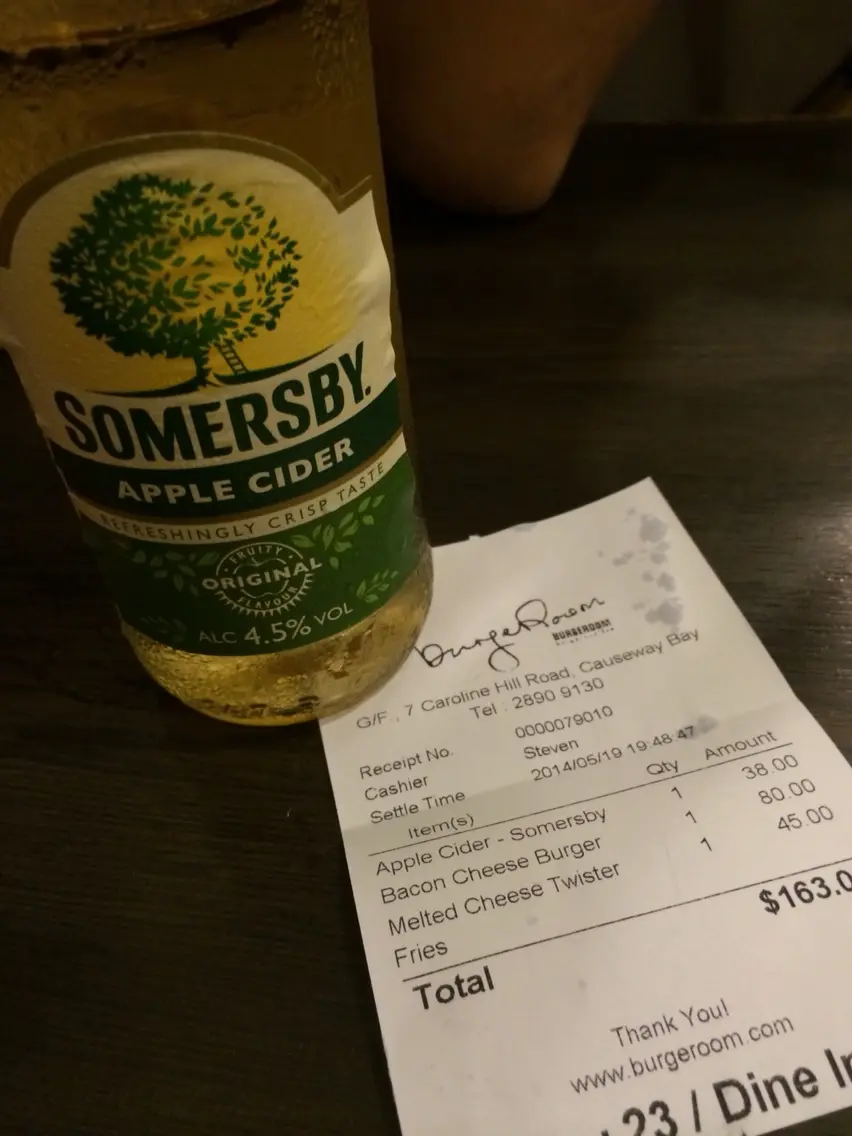 SOMERSBY.
APPLE CIDER
REFRESHINGLY CRISP TASTE
FRUITY
ORIGINAL
FLAVOUR
ALC 4.5% VOL
BurgeRoom
BURGEROOM
G/F., 7 Caroline Hill Road, Causeway Bay
Tel : 2890 9130
Receipt No. 0000079010
Cashier Steven
Settle Time 2014/05/19 19:48:47
Item(s) Qty Amount
Apple Cider - Somersby 1 38.00
Bacon Cheese Burger 1 80.00
Melted Cheese Twister 1 45.00
Fries
Total $163.0
Thank You!
www.burgeroom.com
23 / Dine In